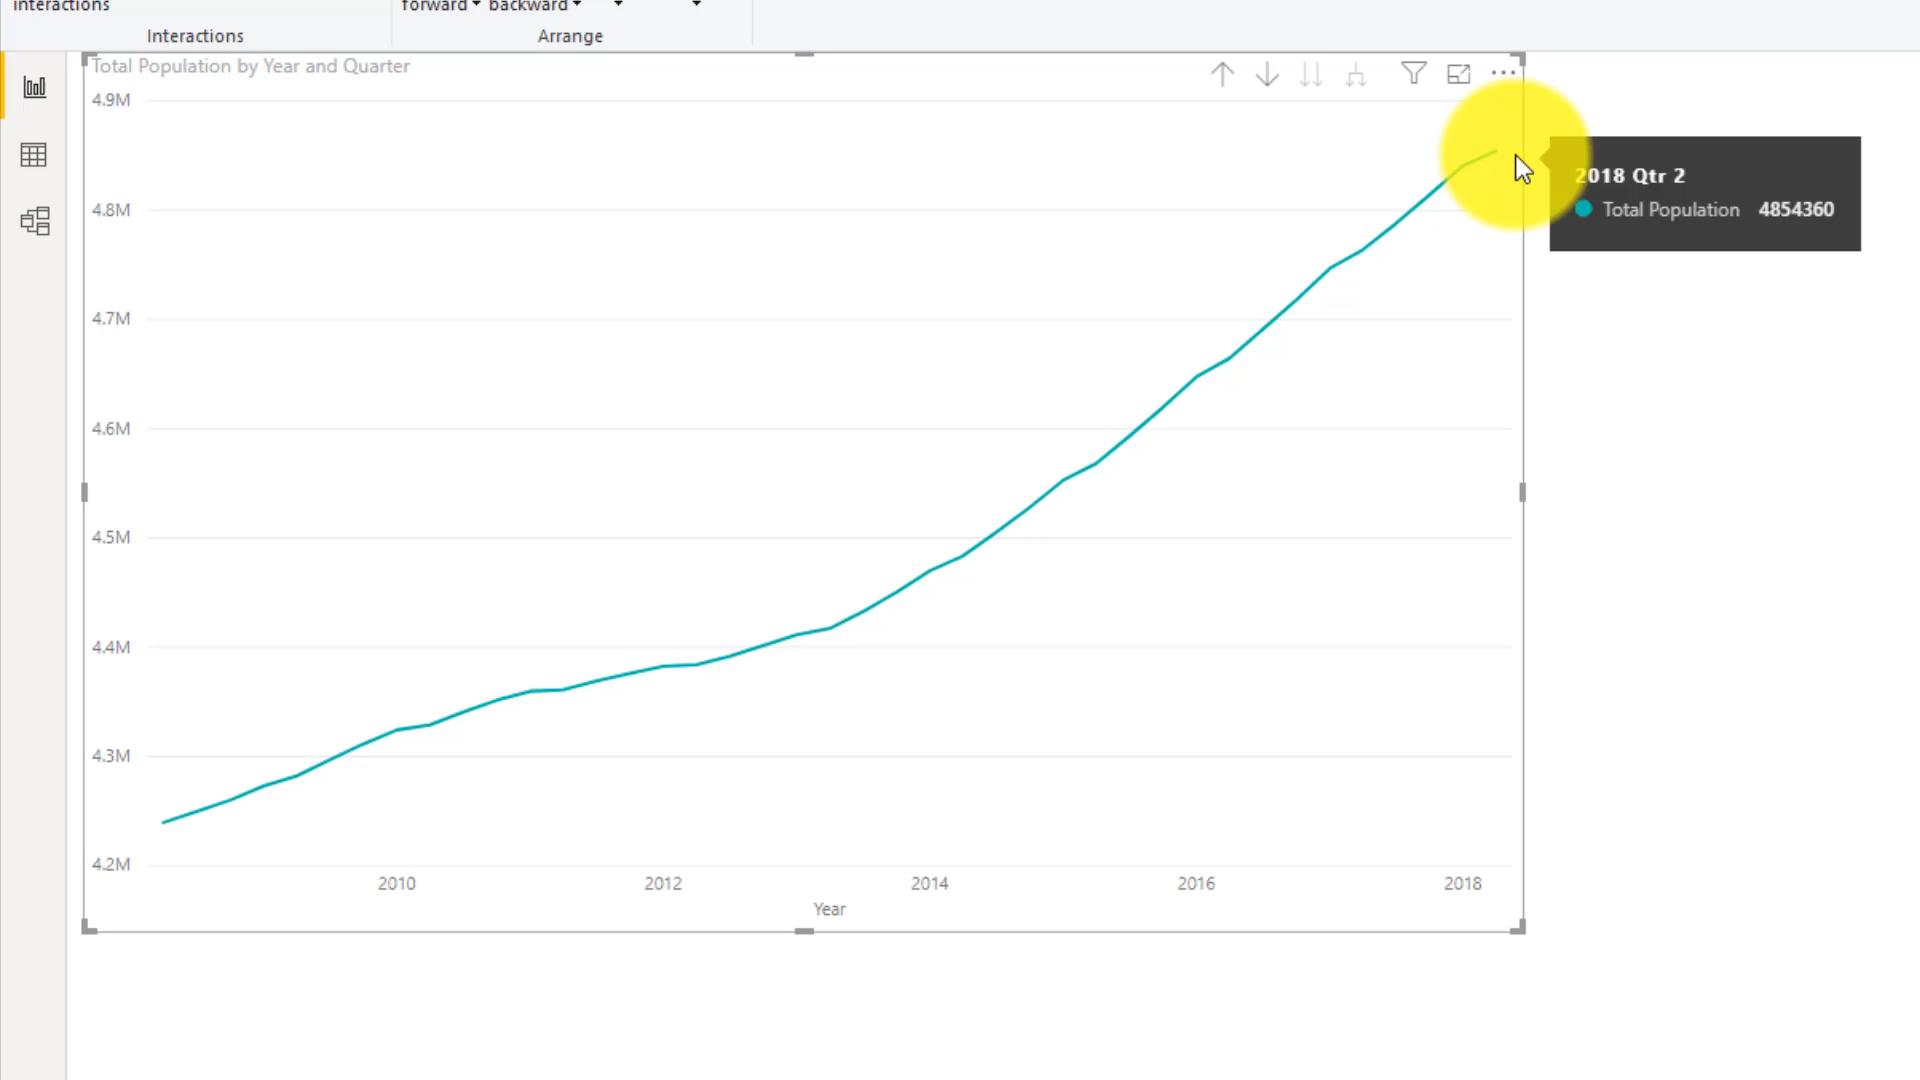 interactions
forward backward
Interactions
Arrange
Total Population by Year and Quarter
4.9M
4.8M
4.7M
4.6M
4.5M
4.4M
4.3M
4.2M
2010 2012 2014 2016 2018
Year
2018 Qtr 2
Total Population 4854360